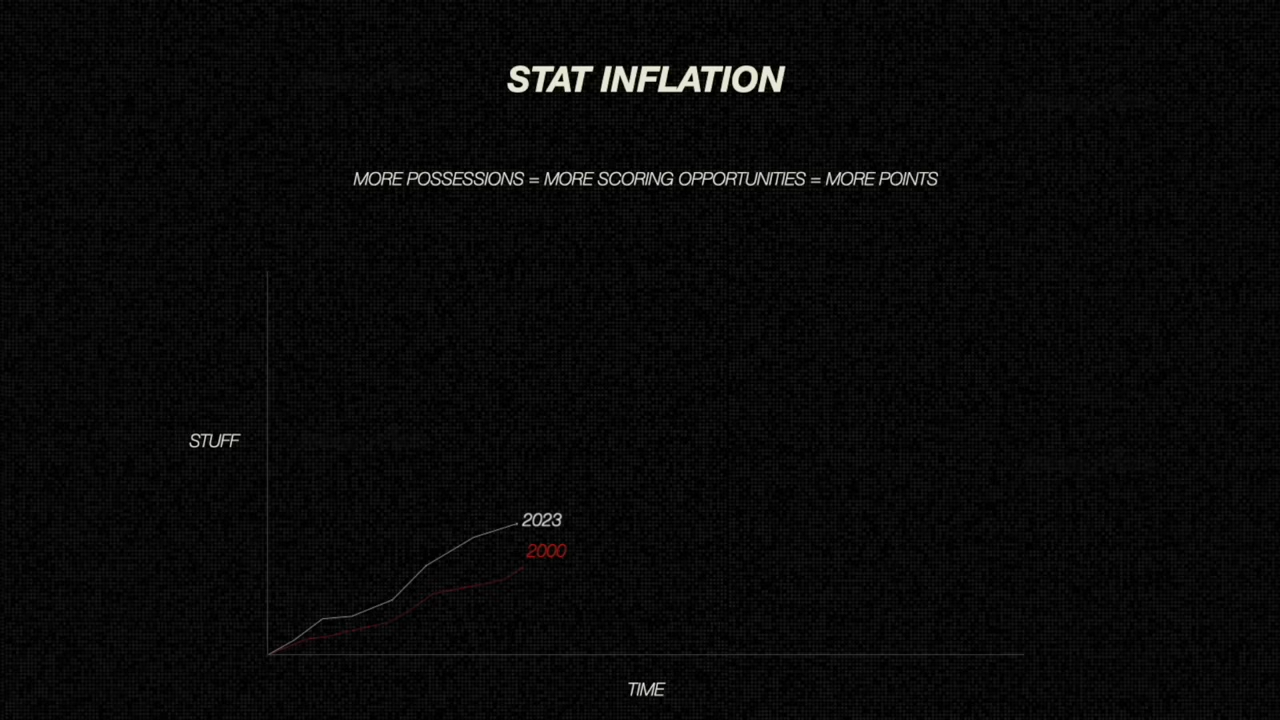 STAT INFLATION
MORE POSSESSIONS = MORE SCORING OPPORTUNITIES = MORE POINTS
STUFF
2023
2000
TIME